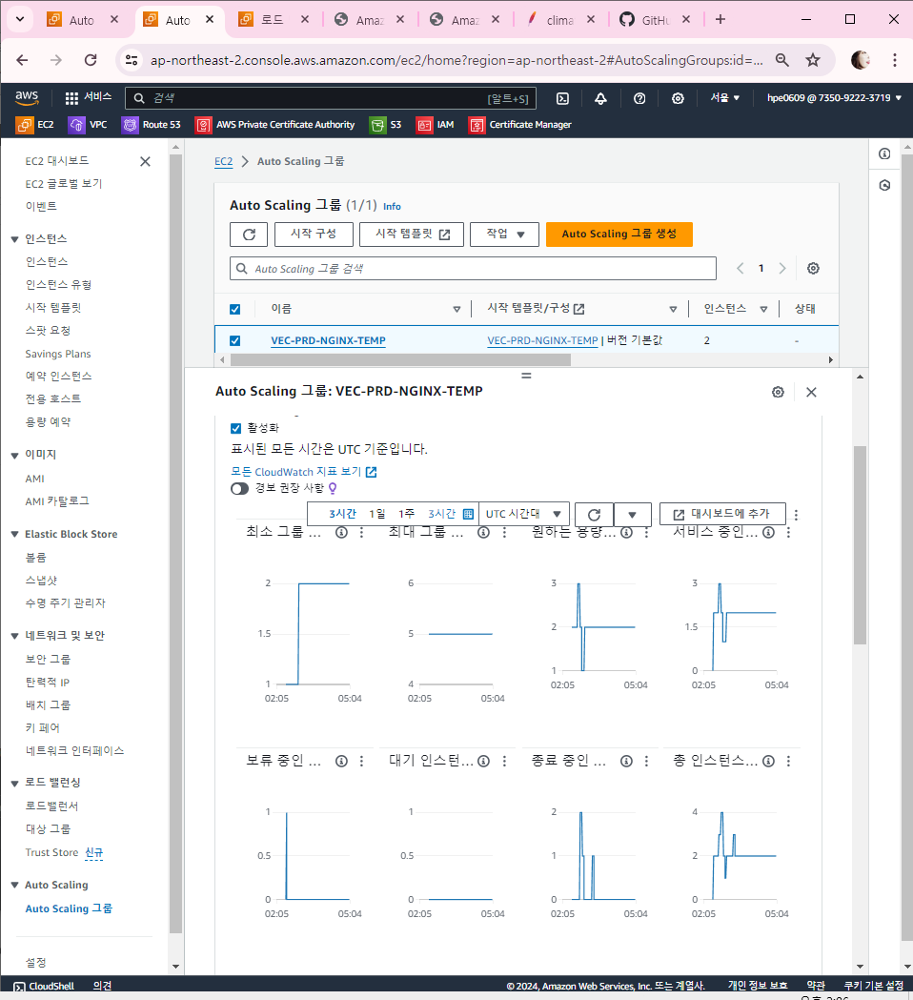 Auto
Auto
로드
Amaz
Amaz
clima
GitHu
ap-northeast-2.console.aws.amazon.com/ec2/home?region=ap-northeast-2#AutoScalingGroups:id=...
aws 서비스 검색 [알트+S] 서울 hpe0609 @ 7350-9222-3719
EC2 VPC Route 53 AWS Private Certificate Authority S3 IAM Certificate Manager
EC2 대시보드
EC2 글로벌 보기
이벤트
인스턴스
인스턴스
인스턴스 유형
시작 템플릿
스팟 요청
Savings Plans
예약 인스턴스
전용 호스트
용량 예약
이미지
AMI
AMI 카탈로그
Elastic Block Store
볼륨
스냅샷
수명 주기 관리자
네트워크 및 보안
보안 그룹
탄력적 IP
배치 그룹
키 페어
네트워크 인터페이스
로드 밸런싱
로드밸런서
대상 그룹
Trust Store 신규
Auto Scaling
Auto Scaling 그룹
설정
EC2 Auto Scaling 그룹
Auto Scaling 그룹 (1/1) Info
시작 구성 시작 템플릿 작업 Auto Scaling 그룹 생성
Auto Scaling 그룹 검색 1
이름 시작 템플릿/구성 인스턴스 상태
VEC-PRD-NGINX-TEMP VEC-PRD-NGINX-TEMP | 버전 기본값 2 -
Auto Scaling 그룹: VEC-PRD-NGINX-TEMP
활성화
표시된 모든 시간은 UTC 기준입니다.
모든 CloudWatch 지표 보기
경보 권장 사항
3시간 1일 1주 3시간 UTC 시간대 대시보드에 추가
최소 그룹 ... 최대 그룹 ... 원하는 용량... 서비스 중인...
2 6 3 3
1.5 5 2 1.5
1 4 1 0
02:05 05:04 02:05 05:04 02:05 05:04 02:05 05:04
보류 중인 ... 대기 인스턴... 종료 중인 ... 총 인스턴스...
1 1 2 4
0.5 0.5 1 2
0 0 0 0
02:05 05:04 02:05 05:04 02:05 05:04 02:05 05:04
CloudShell 의견 © 2024, Amazon Web Services, Inc. 또는 계열사. 개인 정보 보호 약관 쿠키 기본 설정